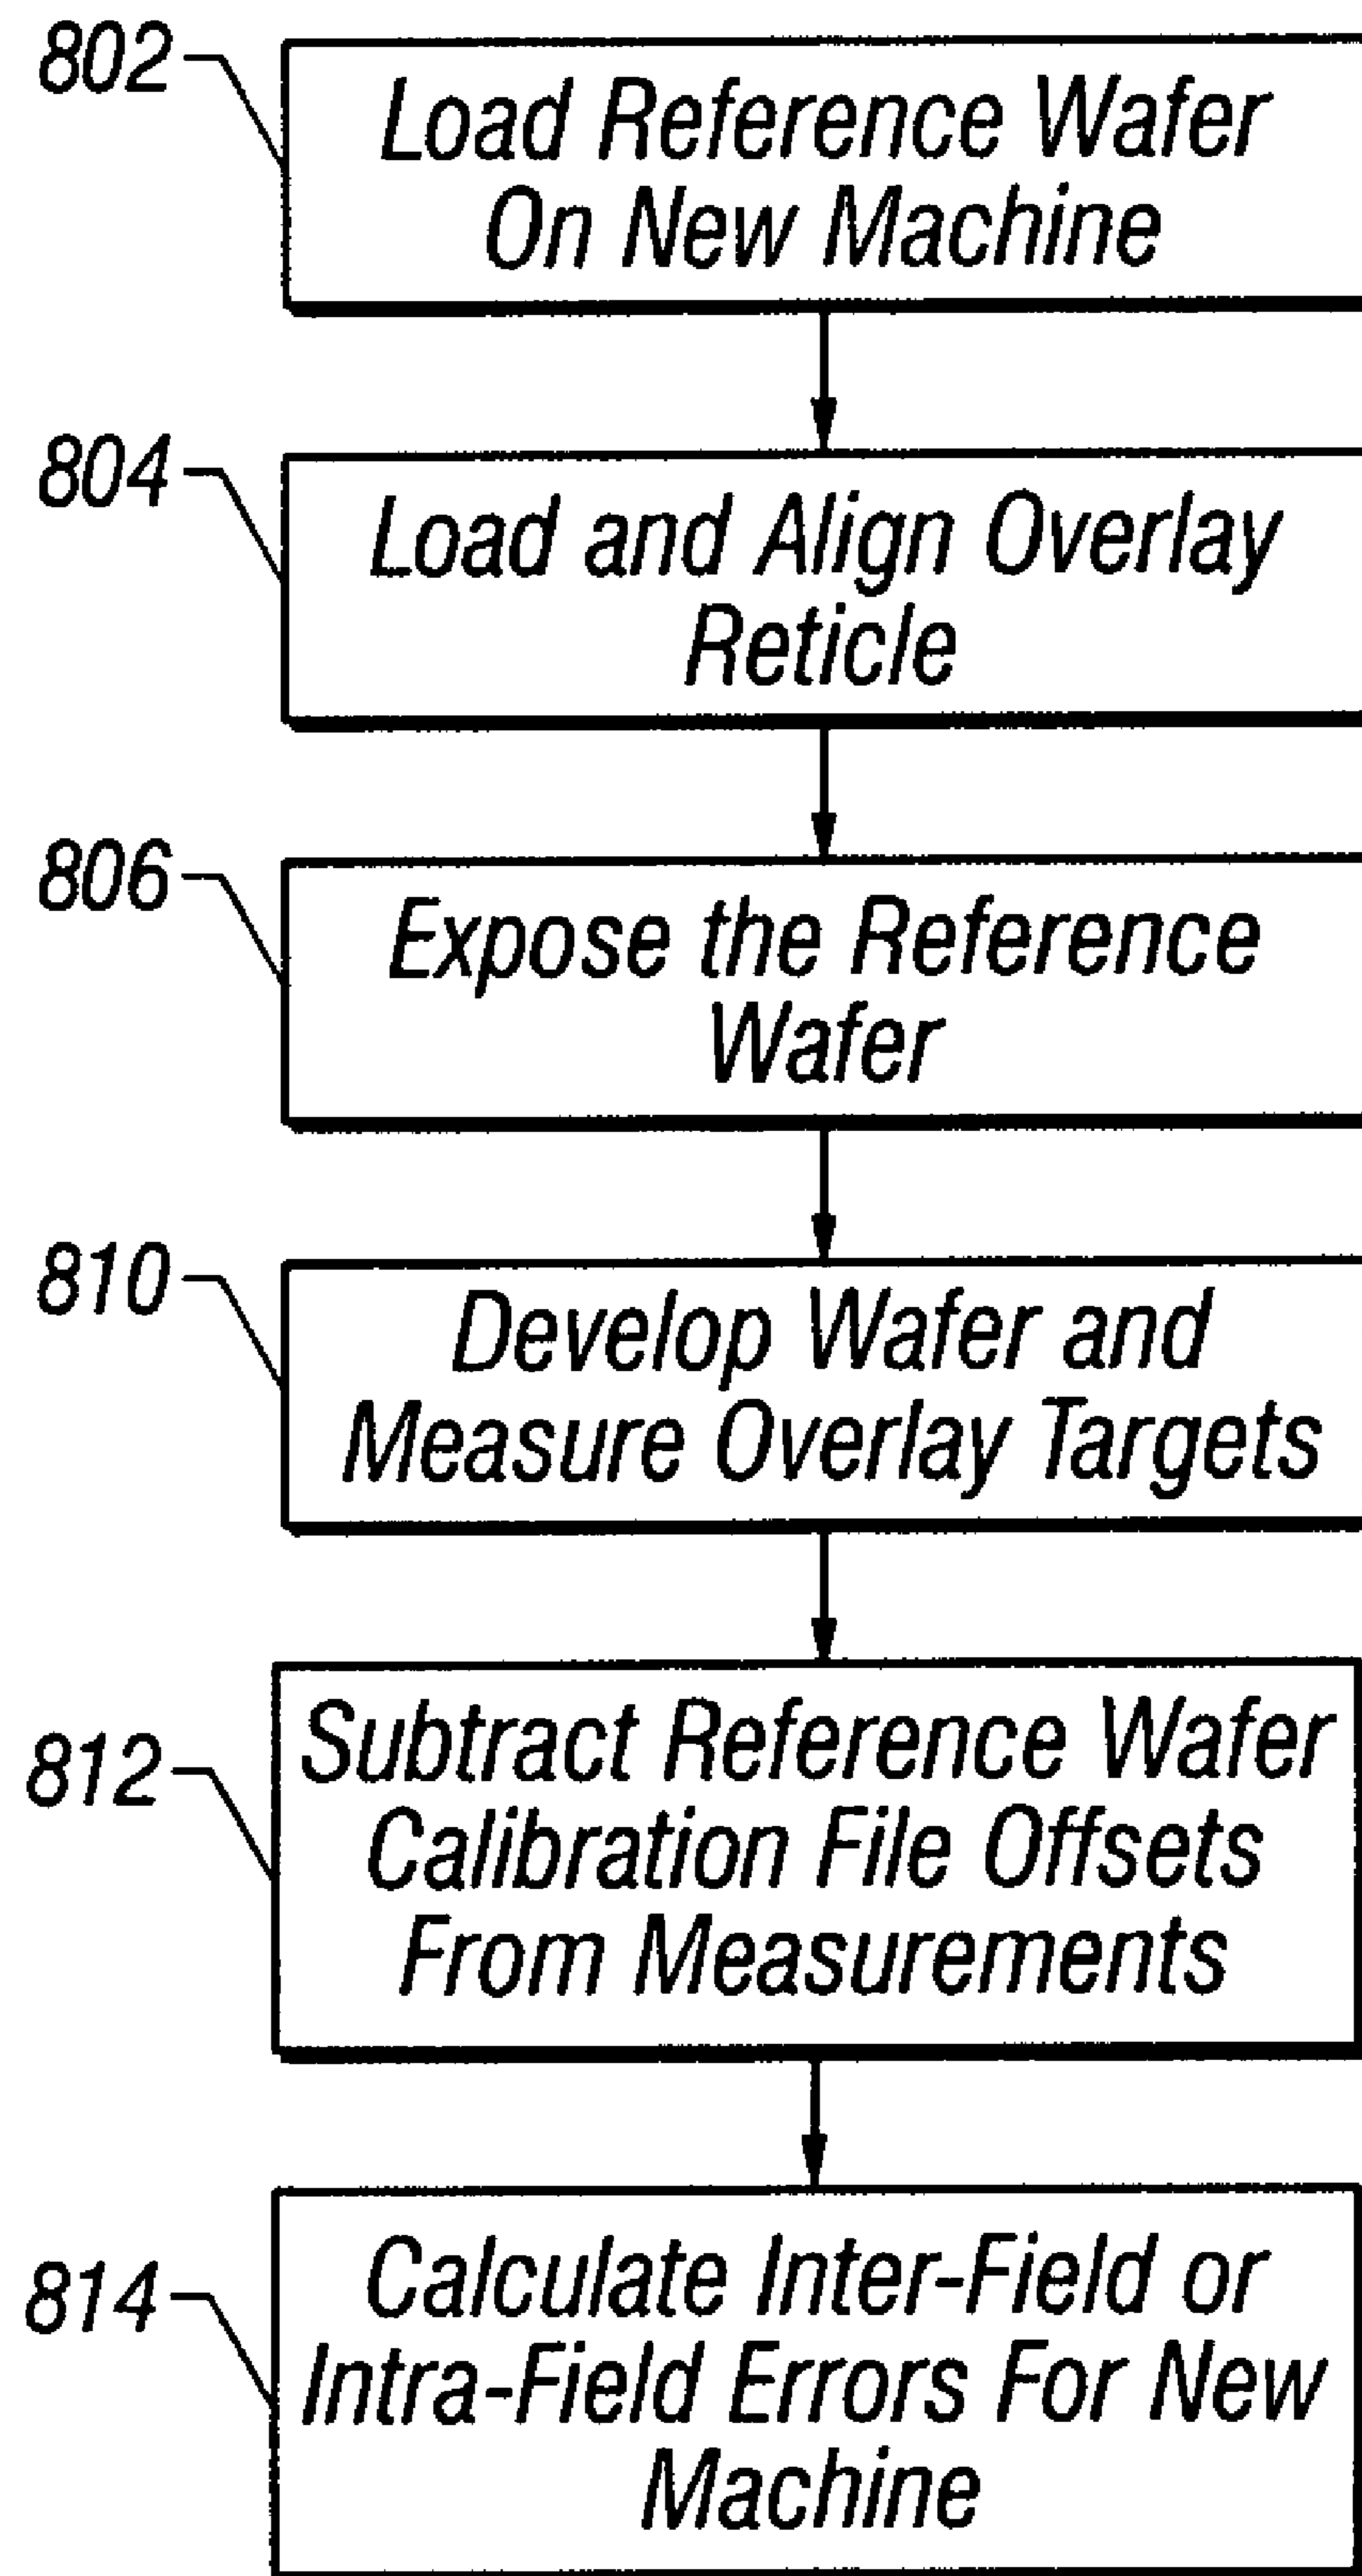 802
Load Reference Wafer
On New Machine
804
Load and Align Overlay
Reticle
806
Expose the Reference
Wafer
810
Develop Wafer and
Measure Overlay Targets
812
Subtract Reference Wafer
Calibration File Offsets
From Measurements
814
Calculate Inter-Field or
Intra-Field Errors For New
Machine